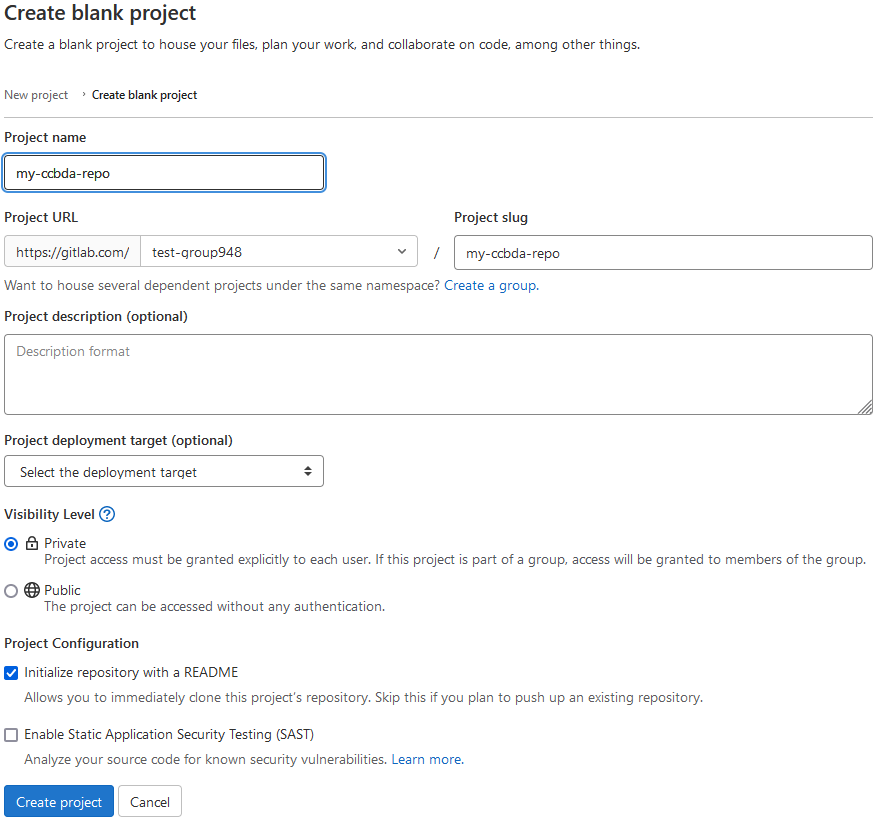 Create blank project
Create a blank project to house your files, plan your work, and collaborate on code, among other things.
New project › Create blank project
Project name
my-ccbda-repo
Project URL
Project slug
https://gitlab.com/ test-group948 / my-ccbda-repo
Want to house several dependent projects under the same namespace? Create a group.
Project description (optional)
Description format
Project deployment target (optional)
Select the deployment target
Visibility Level ?
Private
Project access must be granted explicitly to each user. If this project is part of a group, access will be granted to members of the group.
Public
The project can be accessed without any authentication.
Project Configuration
Initialize repository with a README
Allows you to immediately clone this project's repository. Skip this if you plan to push up an existing repository.
Enable Static Application Security Testing (SAST)
Analyze your source code for known security vulnerabilities. Learn more.
Create project Cancel